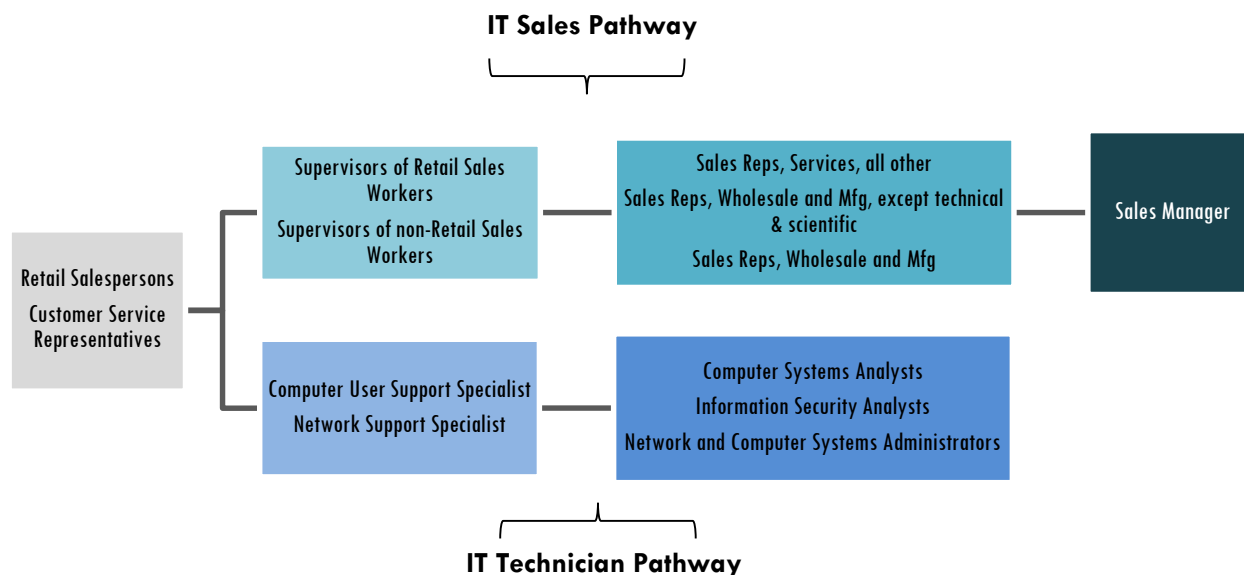 IT Sales Pathway
Retail Salespersons
Customer Service
Representatives
Supervisors of Retail Sales
Workers
Supervisors of non-Retail Sales
Workers
Sales Reps, Services, all other
Sales Reps, Wholesale and Mfg, except technical
& scientific
Sales Reps, Wholesale and Mfg
Sales Manager
Computer User Support Specialist
Network Support Specialist
Computer Systems Analysts
Information Security Analysts
Network and Computer Systems Administrators
IT Technician Pathway